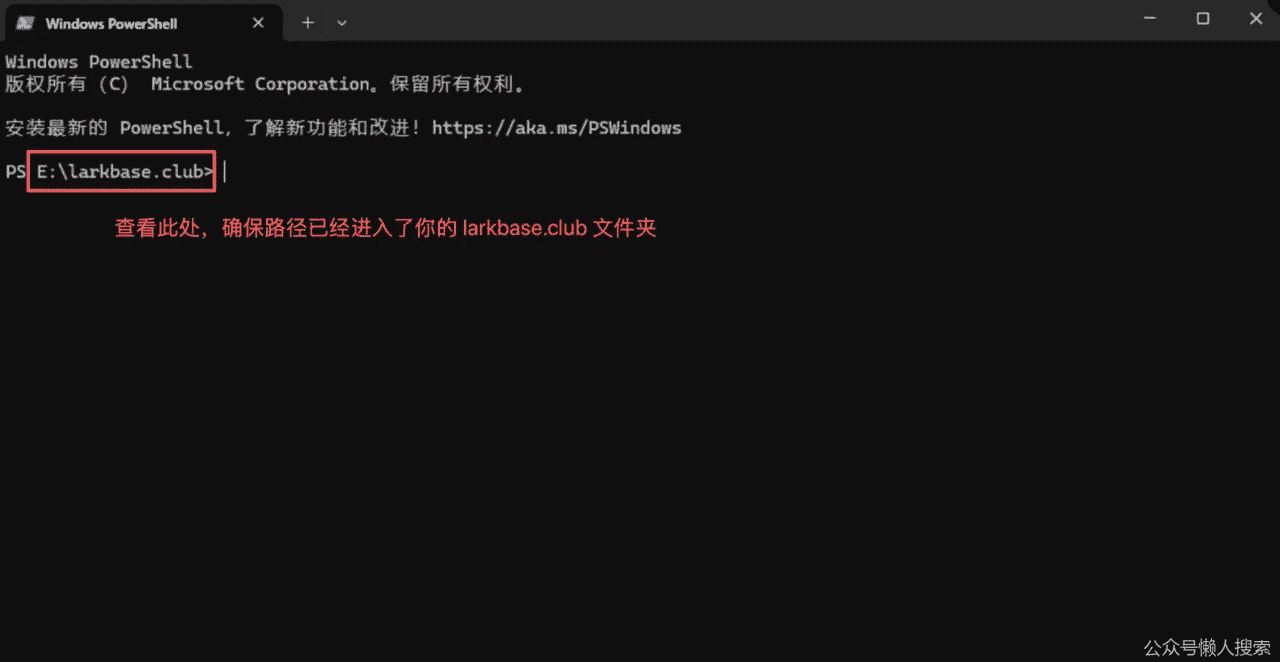 Windows PowerShell
Windows PowerShell
版权所有 (C) Microsoft Corporation。保留所有权利。
安装最新的 PowerShell,了解新功能和改进!https://aka.ms/PSWindows
PS E:\larkbase.club>
查看此处,确保路径已经进入了你的 larkbase.club 文件夹
公众号懒人搜索